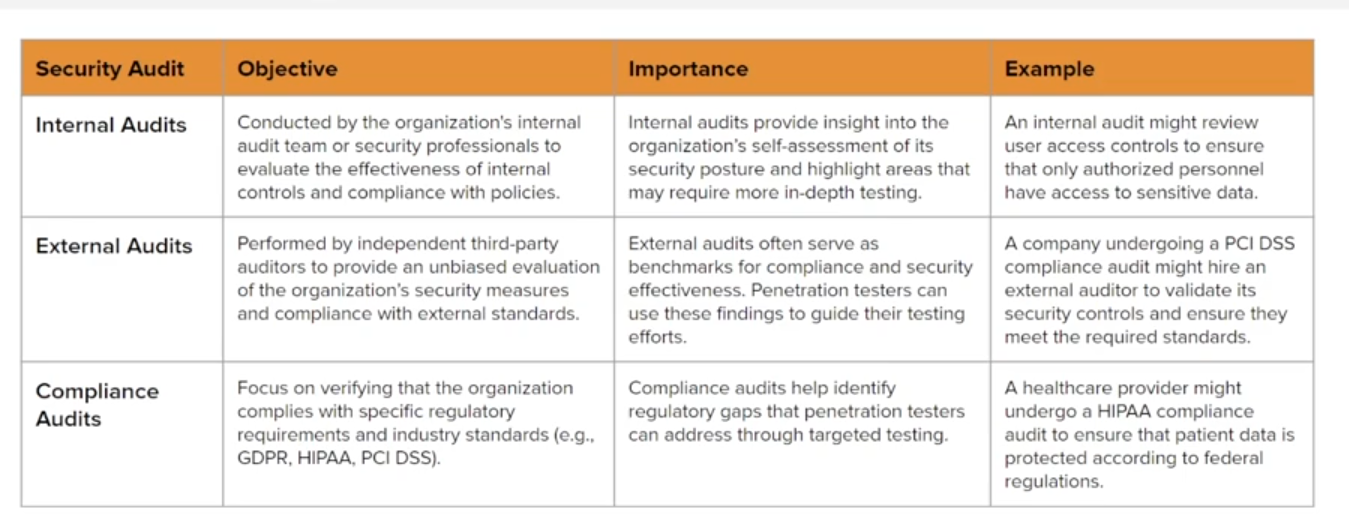 Security Audit
Objective
Importance
Example
Internal Audits
Conducted by the organization's internal
audit team or security professionals to
evaluate the effectiveness of internal
controls and compliance with policies.
Internal audits provide insight into the
organization's self-assessment of its
security posture and highlight areas that
may require more in-depth testing.
An internal audit might review
user access controls to ensure
that only authorized personnel
have access to sensitive data.
External Audits
Performed by independent third-party
auditors to provide an unbiased evaluation
of the organization's security measures
and compliance with external standards.
External audits often serve as
benchmarks for compliance and security
effectiveness. Penetration testers can
use these findings to guide their testing
efforts.
A company undergoing a PCI DSS
compliance audit might hire an
external auditor to validate its
security controls and ensure they
meet the required standards.
Compliance
Audits
Focus on verifying that the organization
complies with specific regulatory
requirements and industry standards (e.g.,
GDPR, HIPAA, PCI DSS).
Compliance audits help identify
regulatory gaps that penetration testers
can address through targeted testing.
A healthcare provider might
undergo a HIPAA compliance
audit to ensure that patient data is
protected according to federal
regulations.